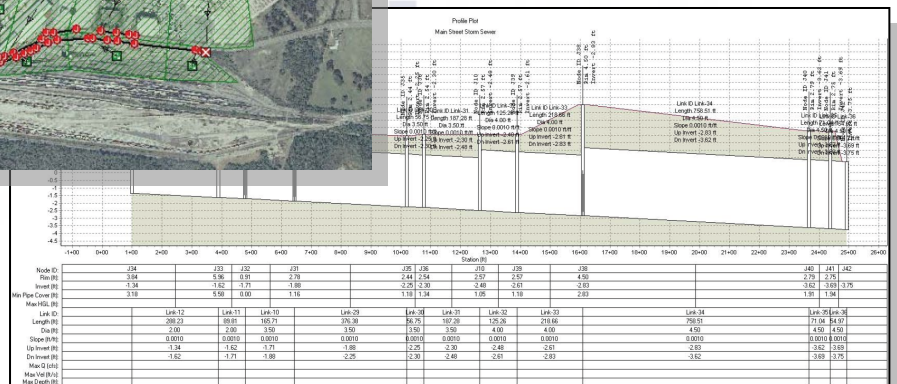 Profile Plot
Main Street Storm Sewer
Link ID Link-33
Length 218.66 ft
Dia 4.00 ft
Slope 0.0010 ft
Up Invert -2.61 ft
Dn Invert -2.83 ft
Link ID Link-34
Length 758.51 ft
Dia 4.50 ft
Slope 0.0010 ft
Up Invert -2.83 ft
Dn Invert -3.62 ft
-0.5
-1
-1.5
-2
-2.5
-3
-3.5
-4
-4.5
-1+00 0+00 1+00 2+00 3+00 4+00 5+00 6+00 7+00 8+00 9+00 10+00 11+00 12+00 13+00 14+00 15+00 16+00 17+00 18+00 19+00 20+00 21+00 22+00 23+00 24+00 25+00 26+00
Station (ft)
Node ID: J34 J33 J32 J31 J35 J36 J10 J39 J38 J40 J41 J42
Rim (ft): 3.84 5.96 0.91 2.78 2.44 2.54 2.57 2.57 4.50 2.79 2.75
Invert (ft): -1.34 -1.62 -1.71 -1.88 -2.25 -2.30 -2.48 -2.61 -2.83 -3.62 -3.69 -3.75
Min Pipe Cover (ft): 3.18 5.58 0.00 1.16 1.18 1.34 1.05 1.18 2.83 1.91 1.94
Max HGL (ft):
Link ID: Link-12 Link-11 Link-10 Link-29 Link-30 Link-31 Link-32 Link-33 Link-34 Link-35 Link-36
Length (ft): 288.23 89.81 165.71 376.38 56.75 187.28 125.26 218.66 758.51 71.04 54.97
Dia (ft): 2.00 2.00 3.50 3.50 3.50 3.50 4.00 4.00 4.50 4.50 4.50
Slope (ft/ft): 0.0010 0.0010 0.0010 0.0010 0.0010 0.0010 0.0010 0.0010 0.0010 0.0010 0.0010
Up Invert (ft): -1.34 -1.62 -1.71 -1.88 -2.25 -2.30 -2.48 -2.61 -2.83 -3.62 -3.69
Dn Invert (ft): -1.62 -1.71 -1.88 -2.25 -2.30 -2.48 -2.61 -2.83 -3.62 -3.69 -3.75
Max Q (cfs):
Max Vel (ft/s):
Max Depth (ft):